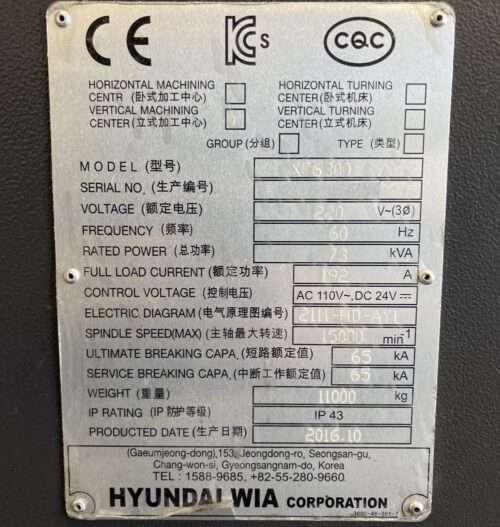 CE KC s CQC
HORIZONTAL MACHINING
CENTR (卧式加工中心)
HORIZONTAL TURNING
CENTER(卧式机床)
VERTICAL MACHINING
CENTER(立式加工中心)
VERTICAL TURNING
CENTER(立式机床)
GROUP(分组) TYPE (类型)
MODEL (型号)
SERIAL NO, (生产编号)
VOLTAGE (额定电压) 220 V~(3Ø)
FREQUENCY (频率) 60 Hz
RATED POWER (总功率) 73 kVA
FULL LOAD CURRENT (额定功率) 192 A
CONTROL VOLTAGE (控制电压) AC 110V~, DC 24V ⎓
ELECTRIC DIAGRAM (电气原理图编号) 2111-HD-AY1
SPINDLE SPEED(MAX) (主轴最大转速) 15000 min-1
ULTIMATE BREAKING CAPA, (短路额定值) 65 kA
SERVICE BREAKING CAPA, (中断工作额定值) 65 kA
WEIGHT (重量) 11000 kg
IP RATING (IP 防护等级) IP 43
PRODUCTED DATE (生产日期) 2016.10
(Gaeumjeong-dong),153, Jeongdong-ro, Seongsan-gu,
Chang-won-si, Gyeongsangnam-do, Korea
TEL : 1588-9685, +82-55-280-9660
HYUNDAI WIA CORPORATION